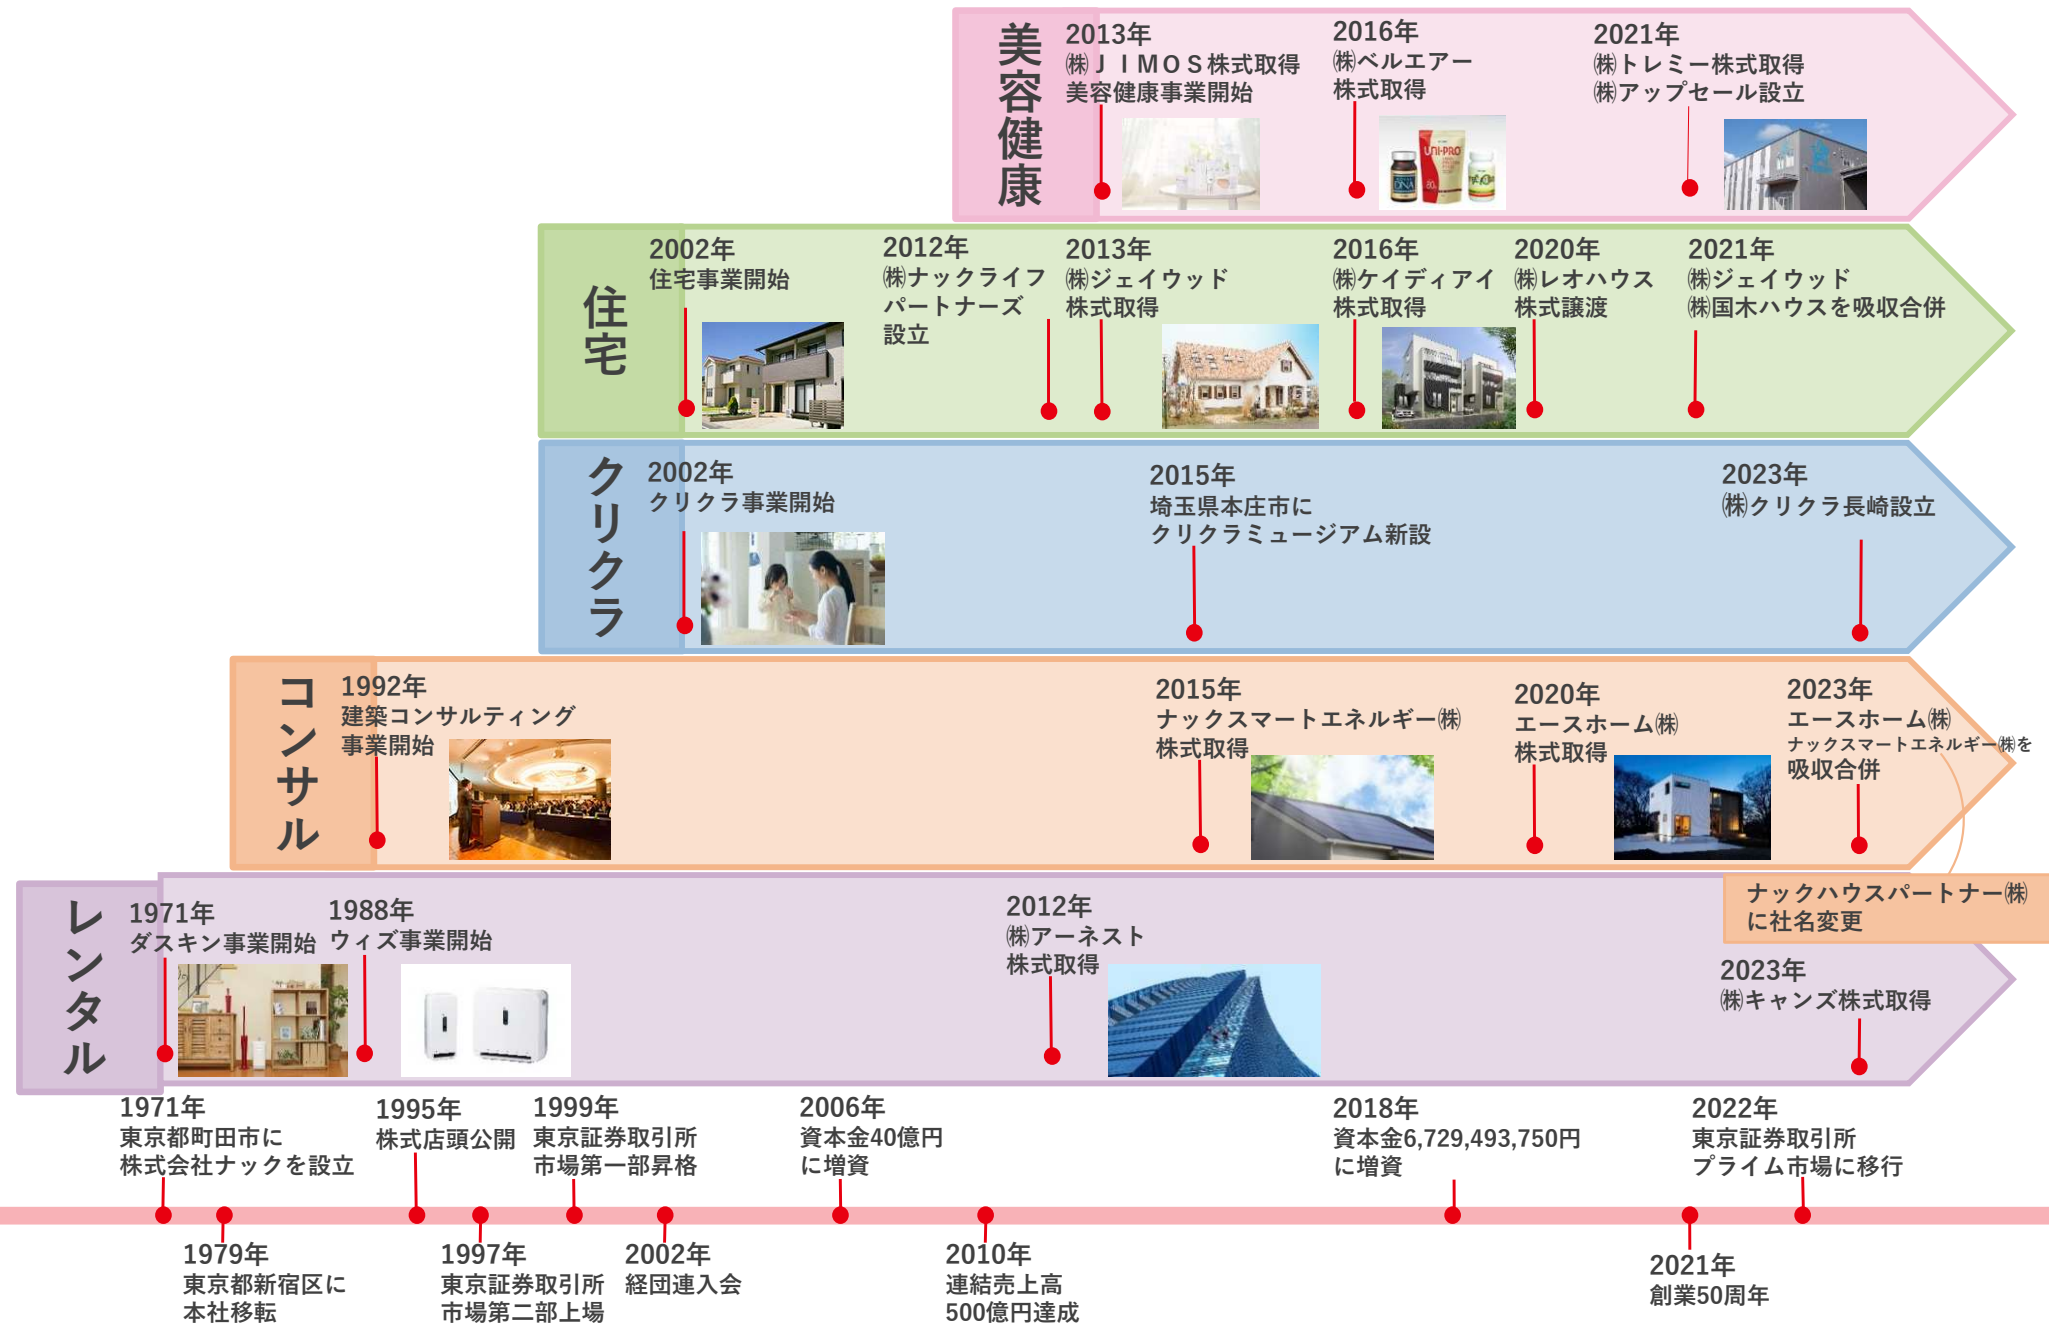 美容健康
2013年
㈱ＪＩＭＯＳ株式取得
美容健康事業開始
2016年
㈱ベルエアー
株式取得
2021年
㈱トレミー株式取得
㈱アップセール設立
UNI-PRO
DNA
住宅
2002年
住宅事業開始
2012年
㈱ナックライフ
パートナーズ
設立
2013年
㈱ジェイウッド
株式取得
2016年
㈱ケイディアイ
株式取得
2020年
㈱レオハウス
株式譲渡
2021年
㈱ジェイウッド
㈱国木ハウスを吸収合併
クリクラ
2002年
クリクラ事業開始
2015年
埼玉県本庄市に
クリクラミュージアム新設
2023年
㈱クリクラ長崎設立
コンサル
1992年
建築コンサルティング
事業開始
2015年
ナックスマートエネルギー㈱
株式取得
2020年
エースホーム㈱
株式取得
2023年
エースホーム㈱
ナックスマートエネルギー㈱を
吸収合併
ナックハウスパートナー㈱
に社名変更
レンタル
1971年
ダスキン事業開始
1988年
ウィズ事業開始
2012年
㈱アーネスト
株式取得
2023年
㈱キャンズ株式取得
1971年
東京都町田市に
株式会社ナックを設立
1995年
株式店頭公開
1999年
東京証券取引所
市場第一部昇格
2006年
資本金40億円
に増資
2018年
資本金6,729,493,750円
に増資
2022年
東京証券取引所
プライム市場に移行
1979年
東京都新宿区に
本社移転
1997年
東京証券取引所
市場第二部上場
2002年
経団連入会
2010年
連結売上高
500億円達成
2021年
創業50周年